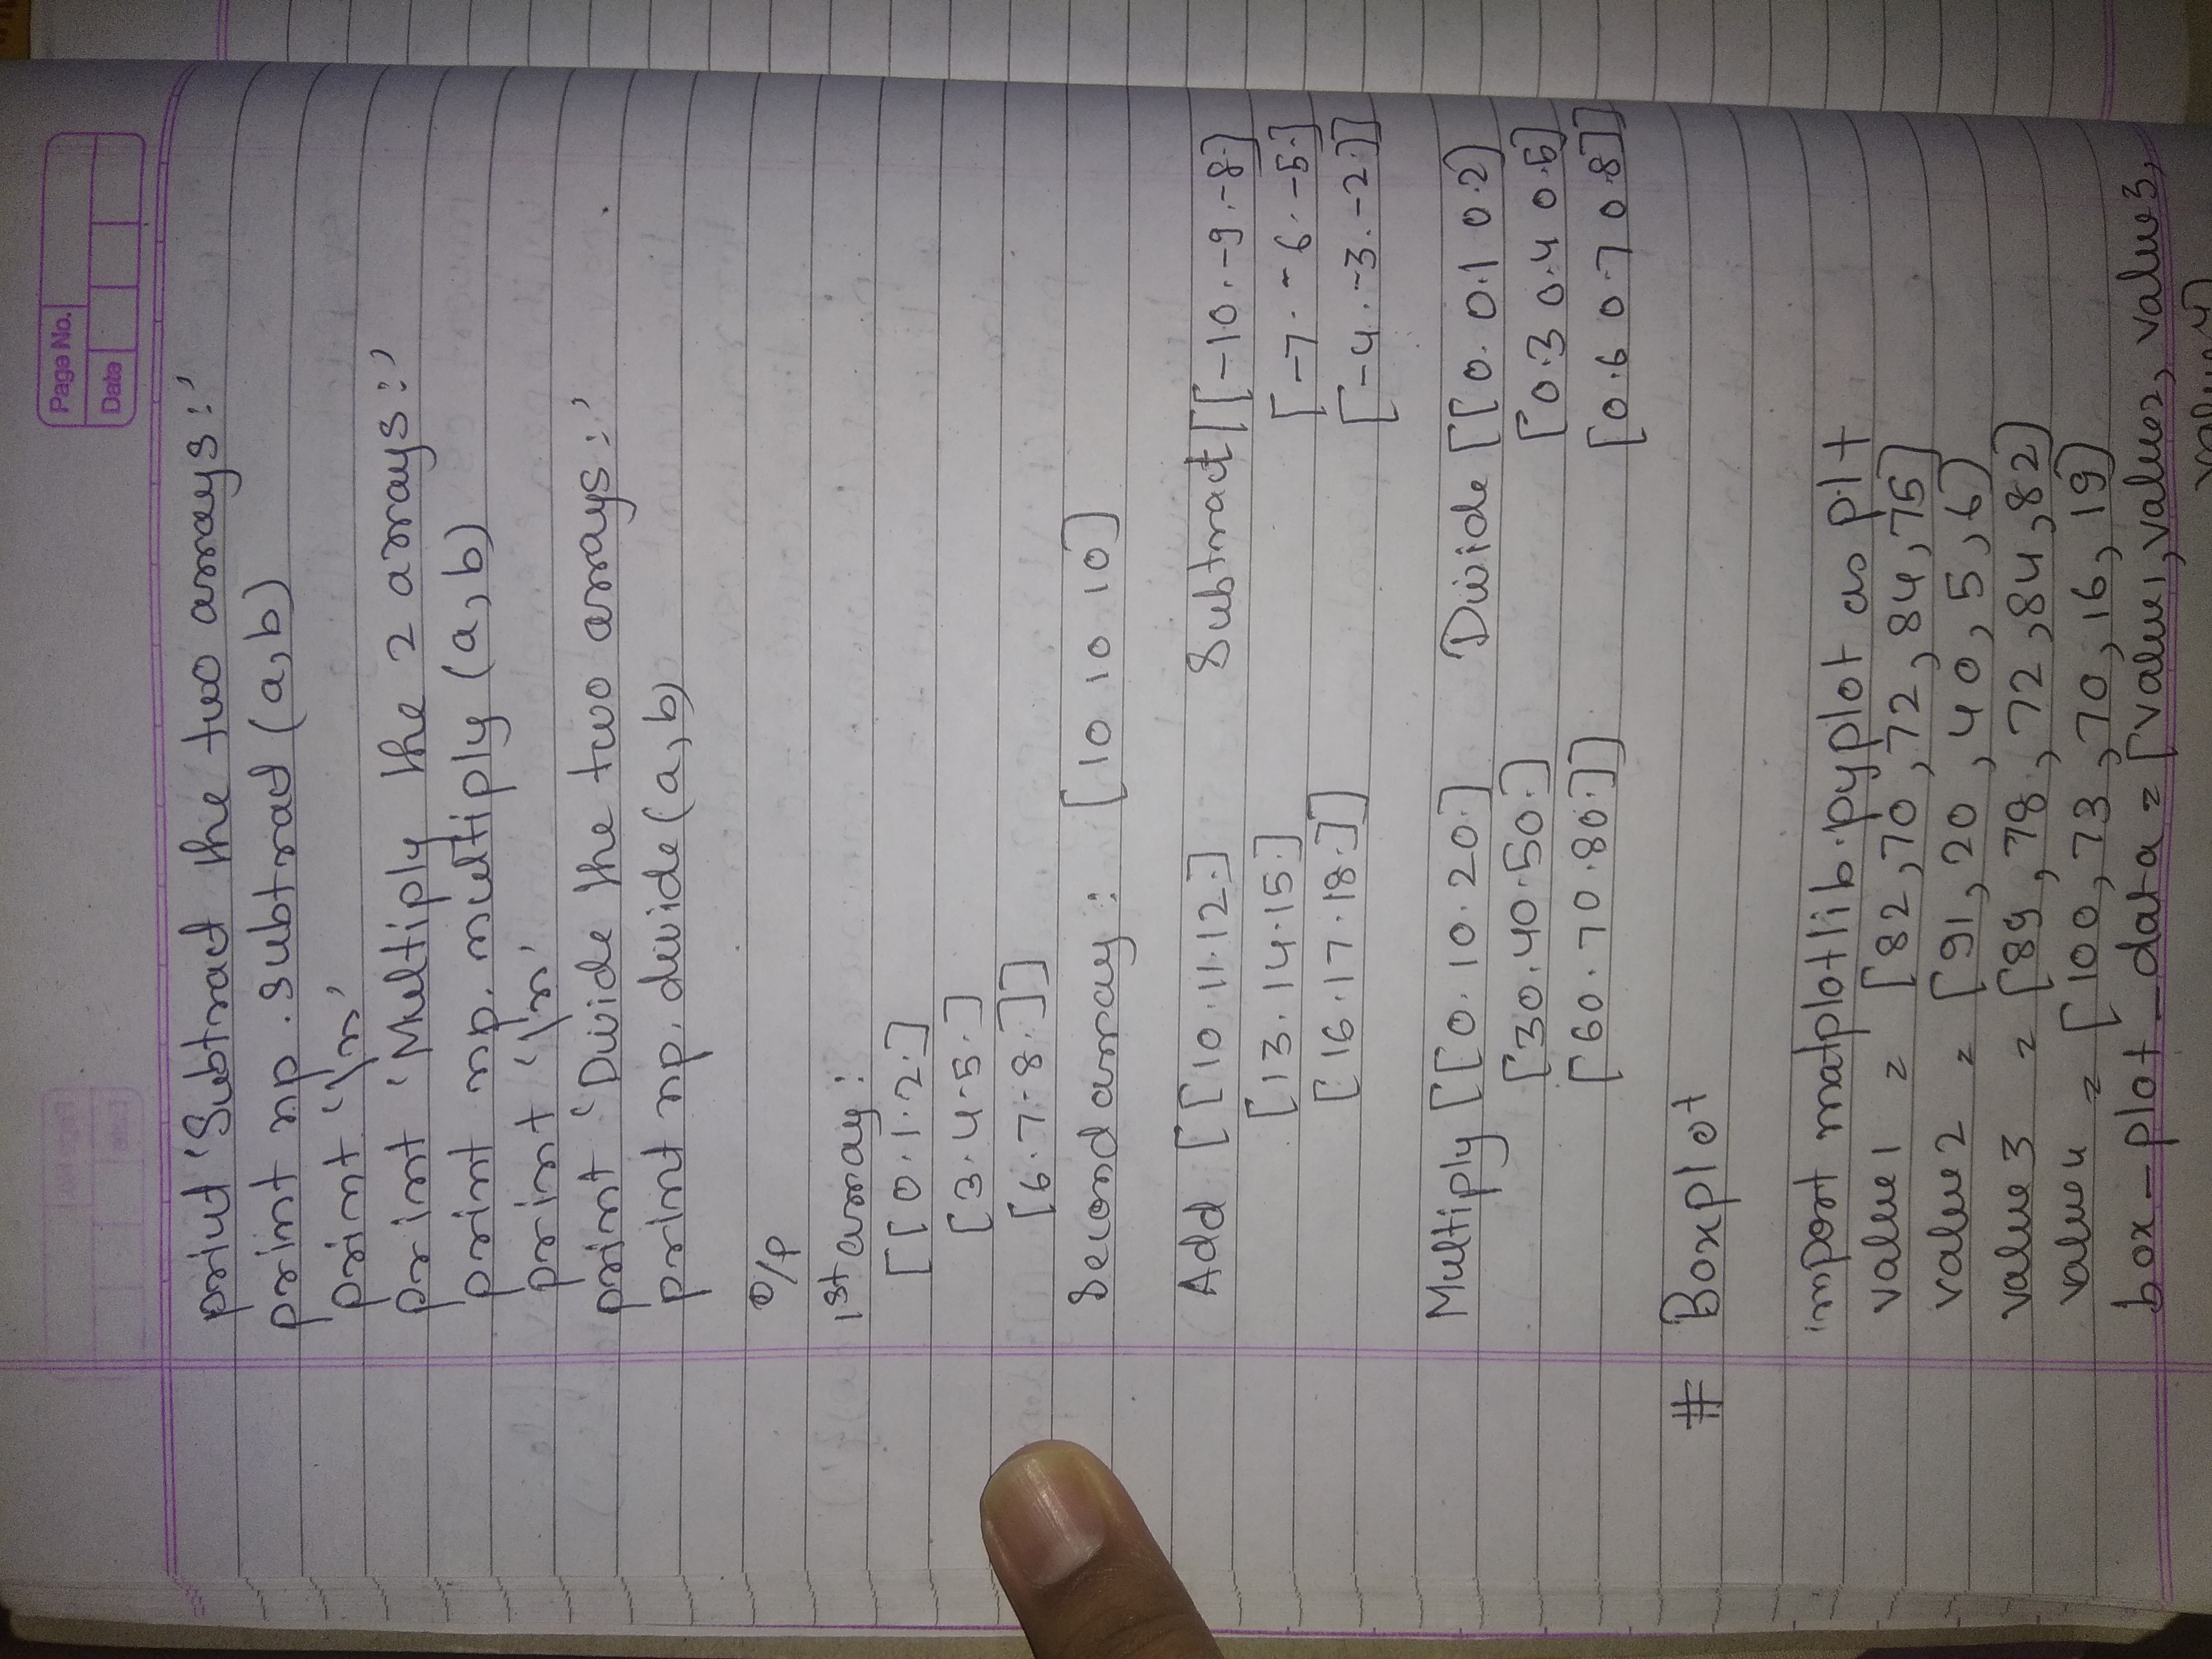 Page No.
Date
print 'Subtract the two arrays:'
print np.subtract (a,b)
print '\n'
print 'Multiply the 2 arrays:'
print np.multiply (a,b)
print '\n'
print 'Divide the two arrays:'
print np.divide (a,b)
O/P
1st array:
[[0.1.2.]
[3.4.5.]
[6.7.8.]]
Second array: [10 10 10]
Add [[10.11.12.] Subtract [[-10.-9.-8.]
[13.14.15.] [-7.-6.-5.]
[16.17.18.]] [-4.-3.-2.]]
Multiply [[0.10.20.] Divide [[0. 0.1 0.2]
[30.40.50.] [0.3 0.4 0.5]
[60.70.80.]] [0.6 0.7 0.8]]
# Boxplot
import matplotlib.pyplot as plt
value1 = [82,70,72,84,75]
value2 = [91,20,40,5,6]
value3 = [89,78,72,84,82]
value4 = [100,73,70,16,19]
box_plot_data = [value1,value2,value3,
value4]